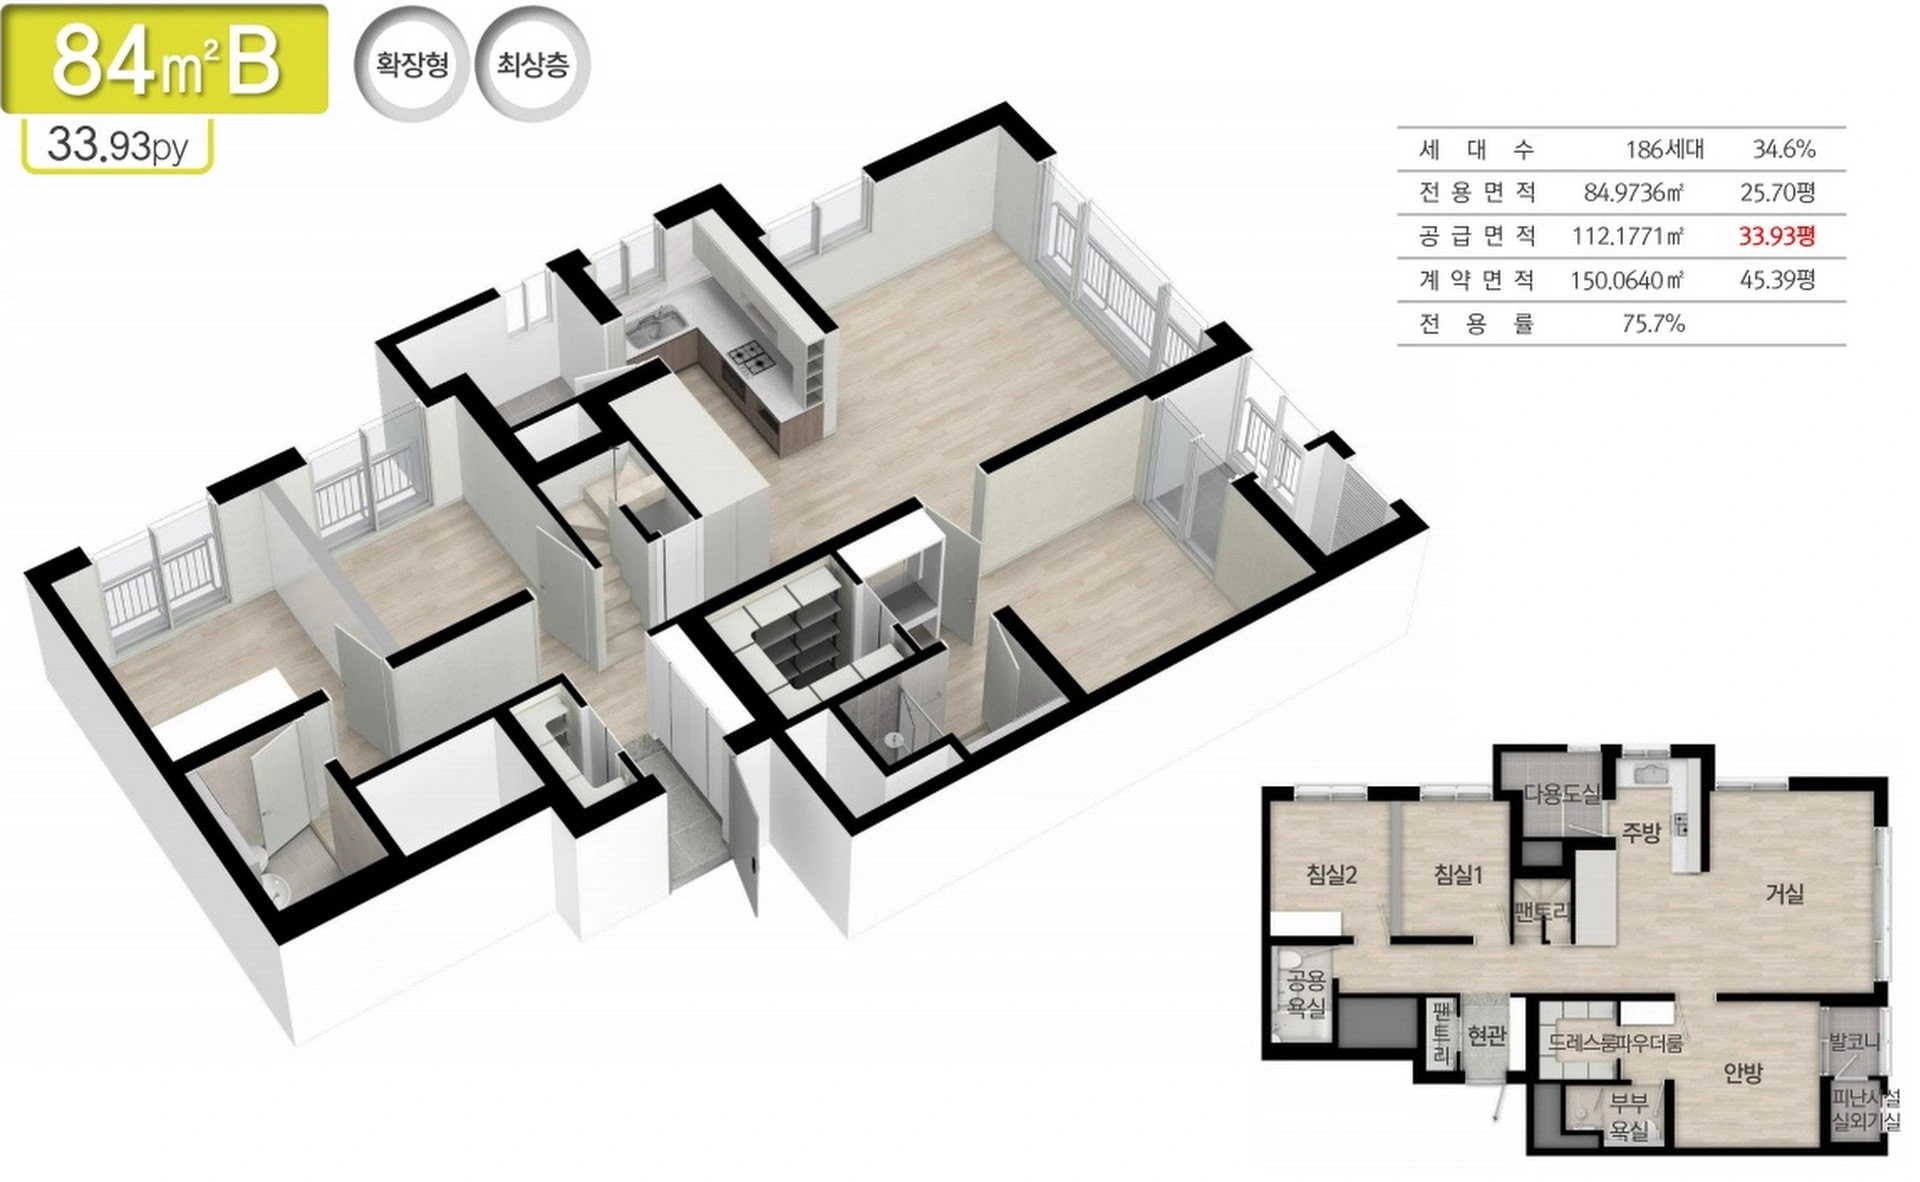 84m² B
33.93py
확장형
최상층
세 대 수 186세대 34.6%
전 용 면 적 84.9736㎡ 25.70평
공 급 면 적 112.1771㎡ 33.93평
계 약 면 적 150.0640㎡ 45.39평
전 용 률 75.7%
다용도실
주방
침실2
침실1
팬트리
거실
공용
욕실
팬트리
현관
드레스룸
파우더룸
안방
발코니
부부
욕실
피난시설
실외기실